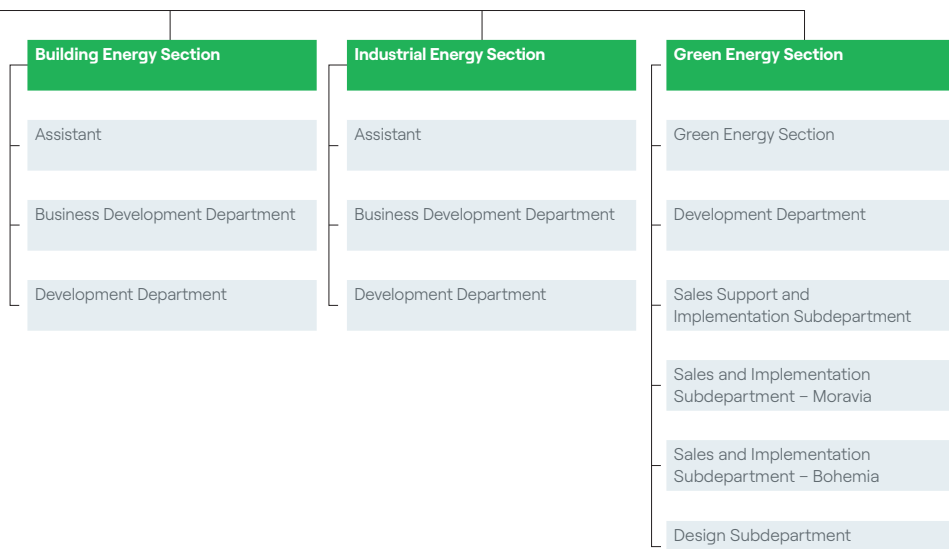 Building Energy Section
Assistant
Business Development Department
Development Department
Industrial Energy Section
Assistant
Business Development Department
Development Department
Green Energy Section
Green Energy Section
Development Department
Sales Support and
Implementation Subdepartment
Sales and Implementation
Subdepartment – Moravia
Sales and Implementation
Subdepartment – Bohemia
Design Subdepartment